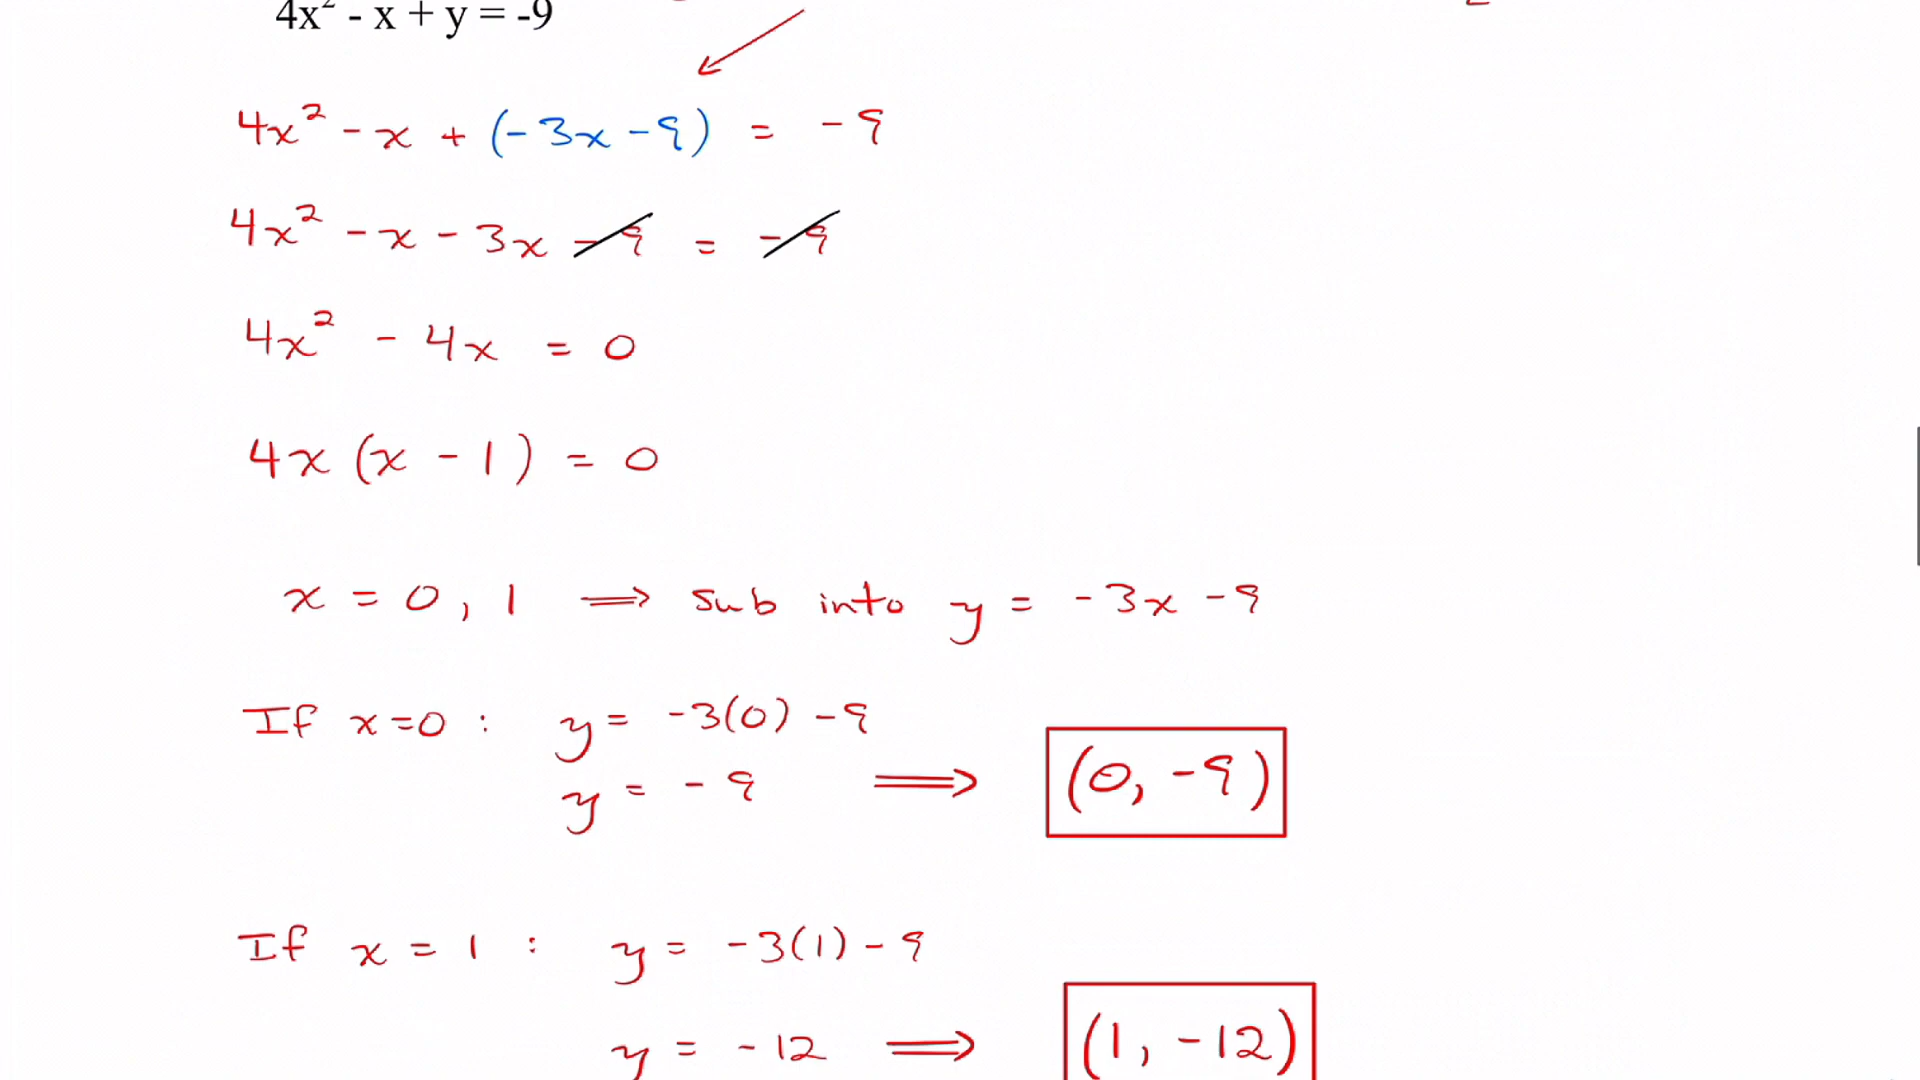 4x² - x + y = -9
4x² - x + (-3x - 9) = -9
4x² - x - 3x - 9 = -9
4x² - 4x = 0
4x (x - 1) = 0
x = 0, 1 ⟹ sub into y = -3x - 9
If x=0 : y = -3(0) - 9
y = -9 ⟹ (0, -9)
If x = 1 : y = -3(1) - 9
y = -12 ⟹ (1, -12)